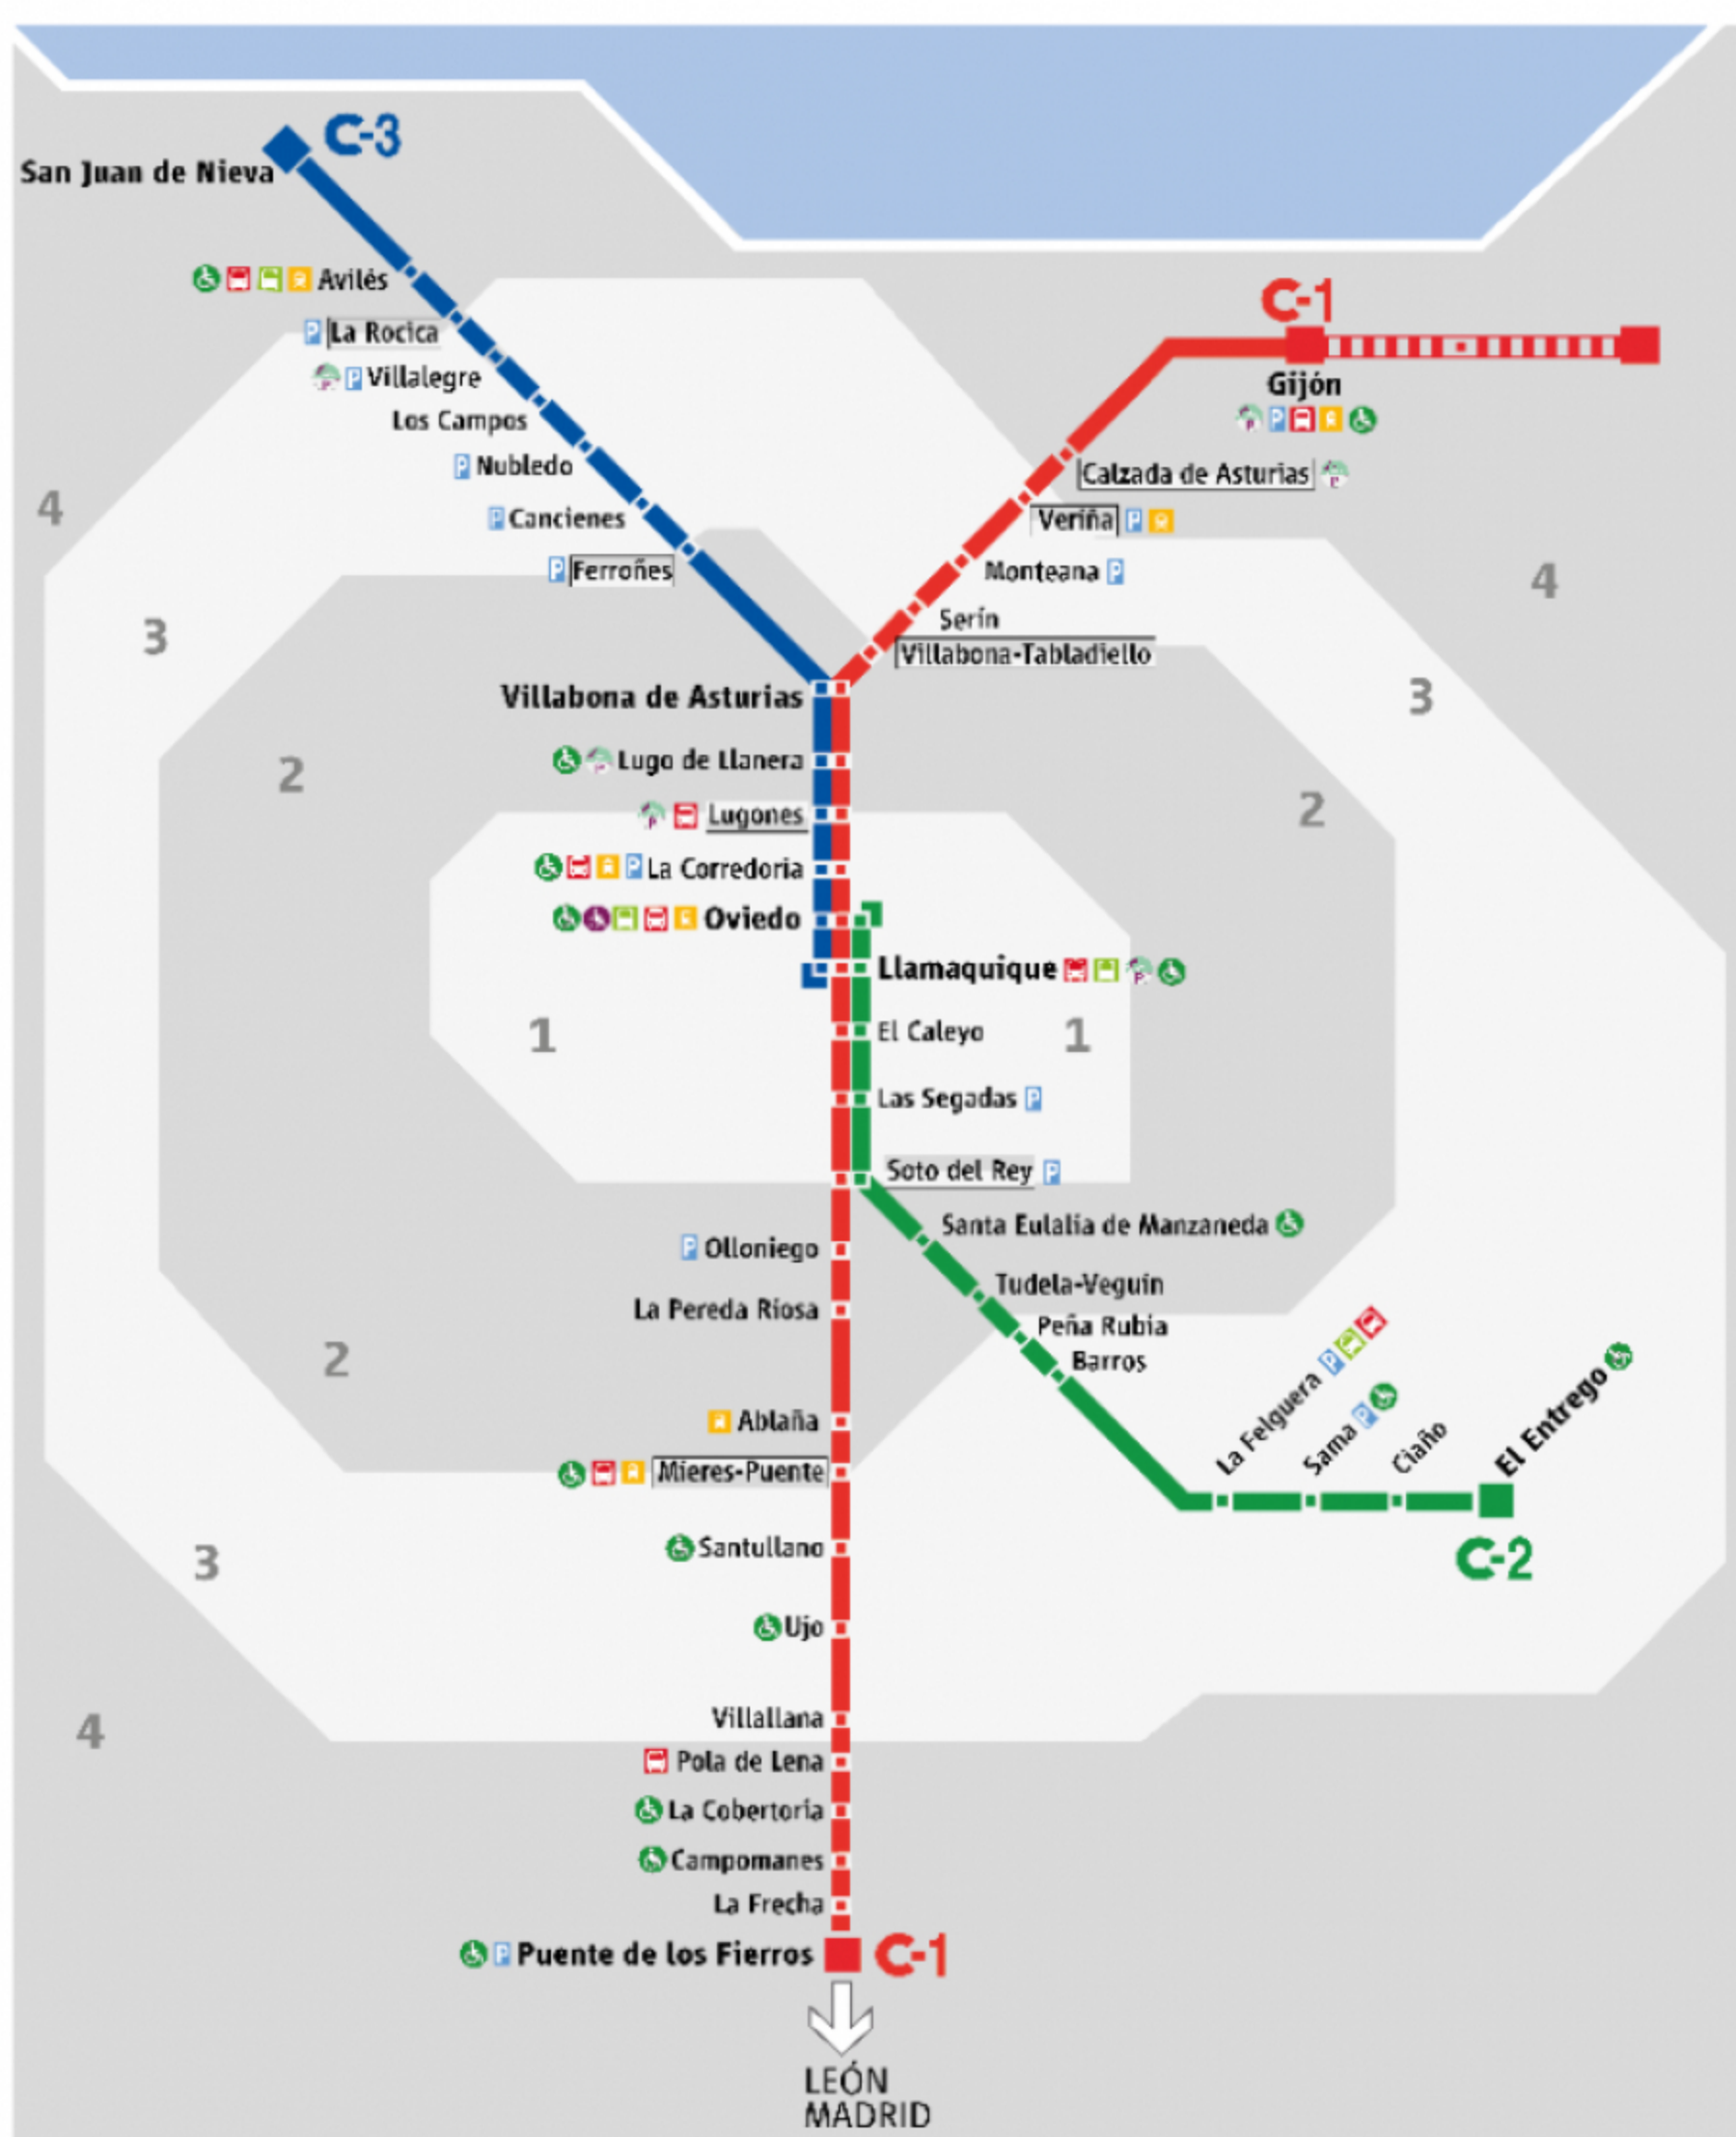 C-3
San Juan de Nieva
Avilés
C-1
P La Rocica
Gijón
P P
P P Villalegre
Los Campos
Calzada de Asturias P
P Nubledo
4
P Cancienes
Veriña P
P Ferroñes
Monteana P
4
Serín
3
Villabona-Tabladiello
Villabona de Asturias
3
Lugo de Llanera P
2
2
P Lugones
P La Corredoria
Oviedo
Llamaquique P
1
El Caleyo
1
Las Segadas P
Soto del Rey P
Santa Eulalia de Manzaneda
P Olloniego
Tudela-Veguin
La Pereda Riosa
Peña Rubia
2
Barros
La Felguera P
Sama P
Ciaño
El Entrego
Ablaña
Mieres-Puente
C-2
3
Santullano
Ujo
Villallana
4
Pola de Lena
La Cobertoría
Campomanes
La Frecha
P Puente de los Fierros
C-1
LEÓN
MADRID